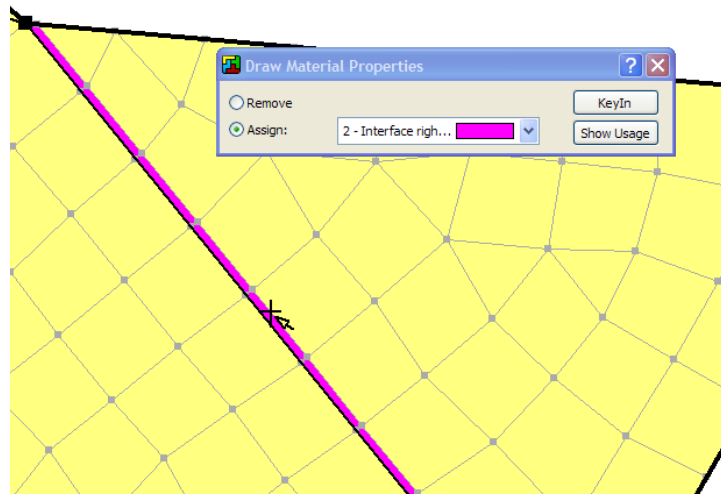 Draw Material Properties
Remove
KeyIn
Assign:
2 - Interface righ...
Show Usage